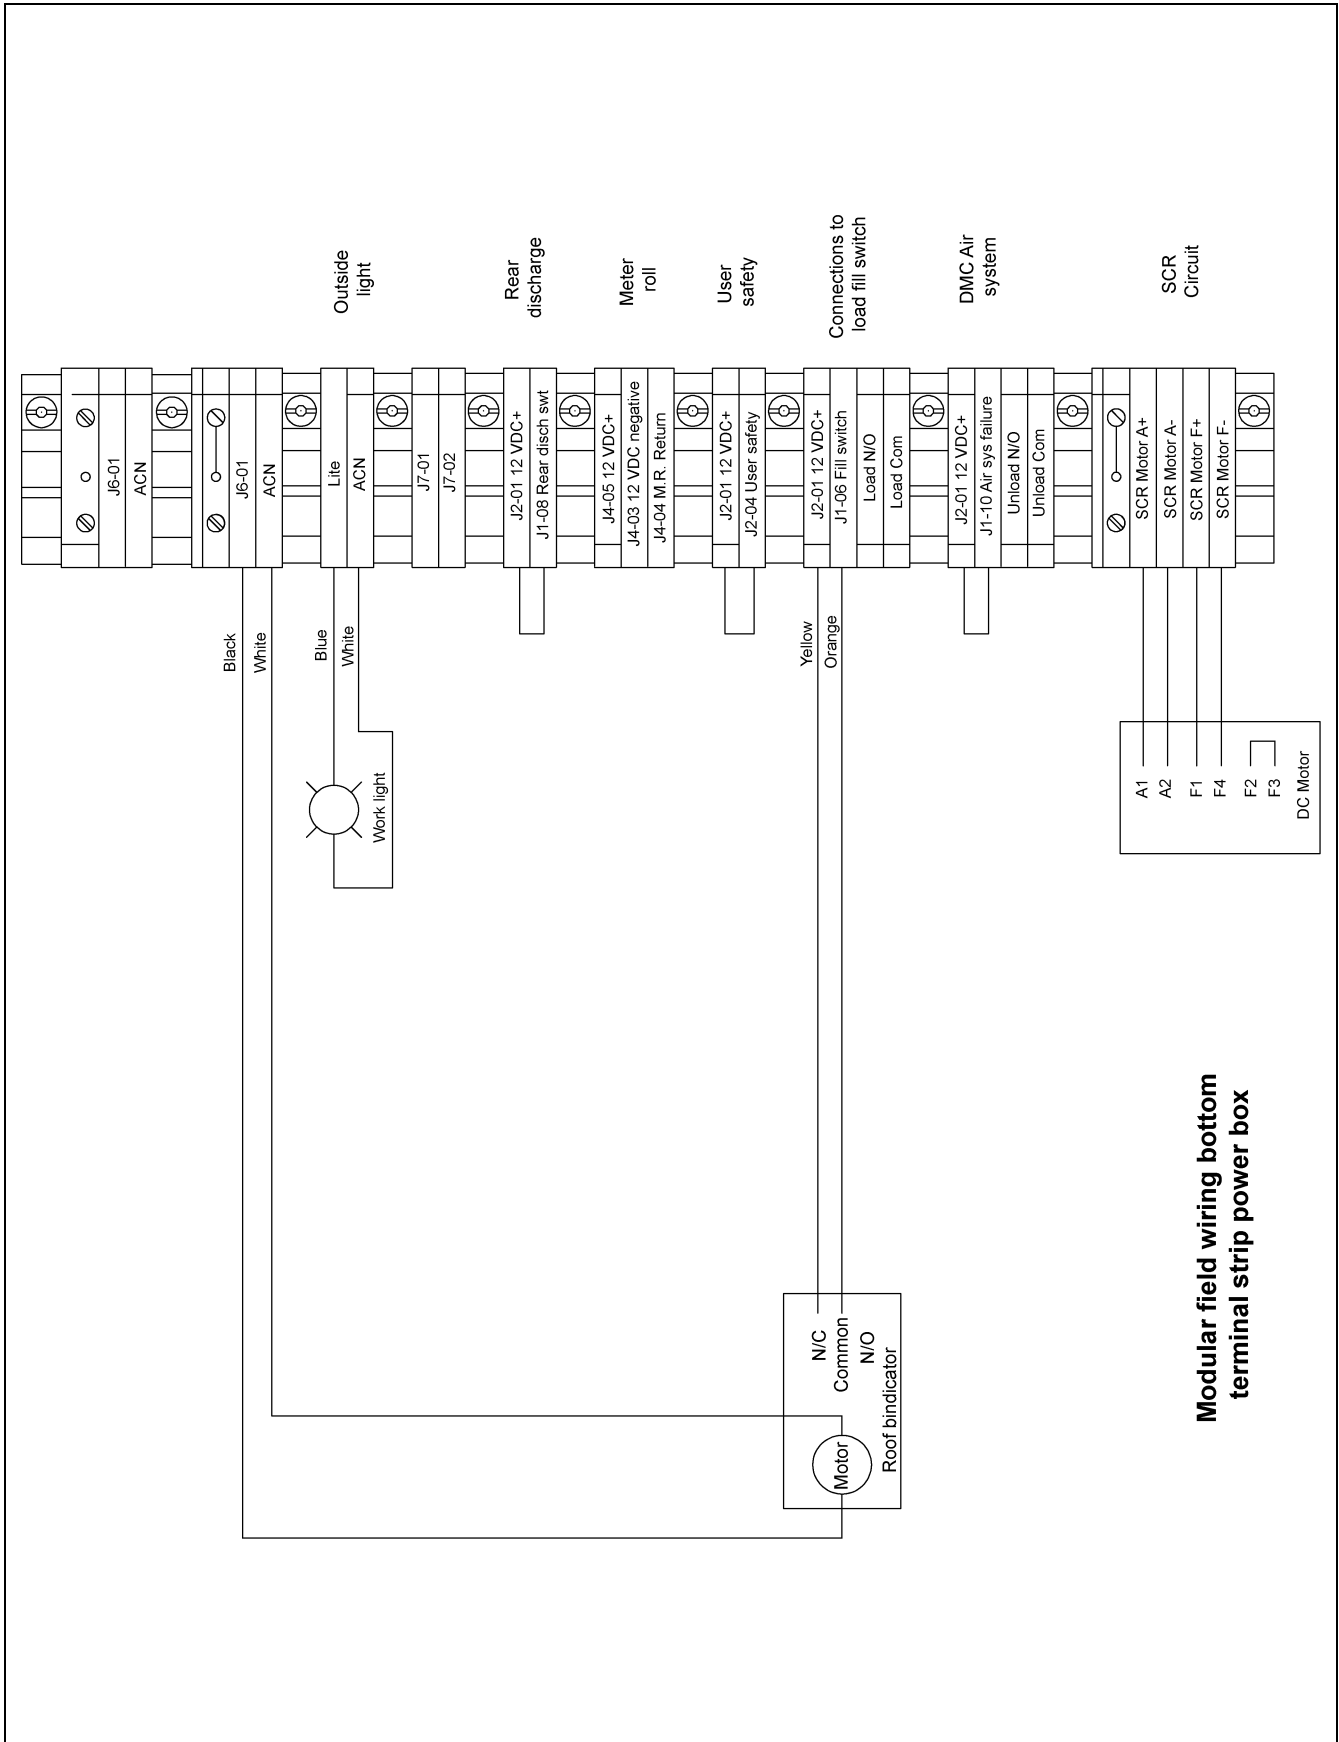 Outside
light
Rear
discharge
Meter
roll
User
safety
Connections to
load fill switch
DMC Air
system
SCR
Circuit
J6-01
ACN
J6-01
ACN
Lite
ACN
J7-01
J7-02
J2-01 12 VDC+
J1-08 Rear disch swt
J4-05 12 VDC+
J4-03 12 VDC negative
J4-04 M.R. Return
J2-01 12 VDC+
J2-04 User safety
J2-01 12 VDC+
J1-06 Fill switch
Load N/O
Load Com
J2-01 12 VDC+
J1-10 Air sys failure
Unload N/O
Unload Com
SCR Motor A+
SCR Motor A-
SCR Motor F+
SCR Motor F-
Black
White
Blue
White
Yellow
Orange
Work light
A1
A2
F1
F4
F2
F3
DC Motor
N/C
Common
N/O
Motor
Roof bindicator
Modular field wiring bottom
terminal strip power box